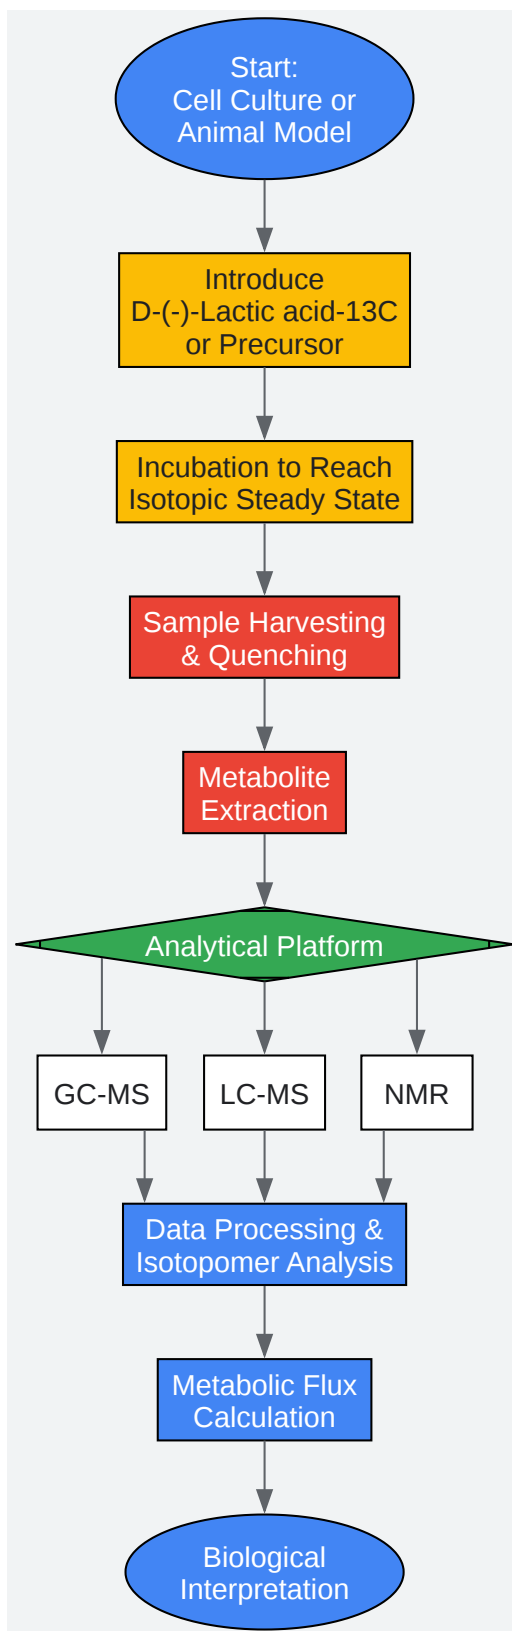 Start:
Cell Culture or
Animal Model
Introduce
D-(-)-Lactic acid-13C
or Precursor
Incubation to Reach
Isotopic Steady State
Sample Harvesting
& Quenching
Metabolite
Extraction
Analytical Platform
GC-MS
LC-MS
NMR
Data Processing &
Isotopomer Analysis
Metabolic Flux
Calculation
Biological
Interpretation